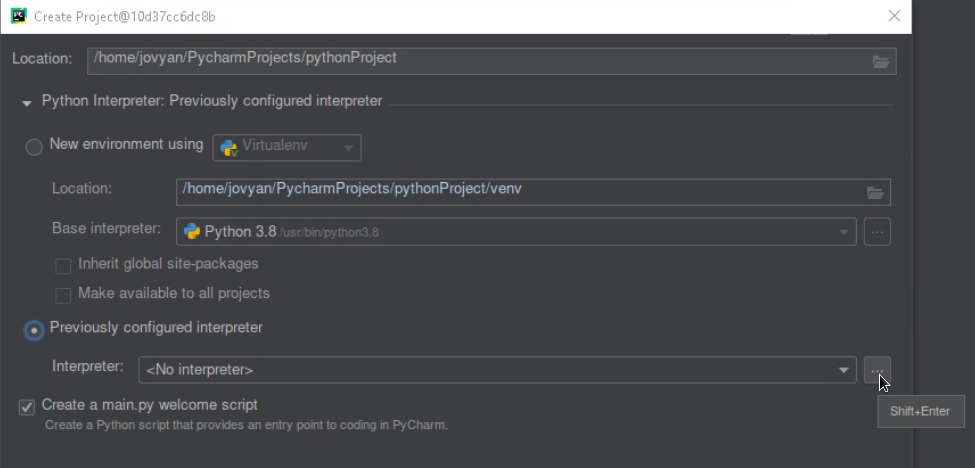 Create Project@10d37cc6dc8b
Location: /home/jovyan/PycharmProjects/pythonProject
Python Interpreter: Previously configured interpreter
New environment using Virtualenv
Location: /home/jovyan/PycharmProjects/pythonProject/venv
Base interpreter: Python 3.8 /usr/bin/python3.8 ...
Inherit global site-packages
Make available to all projects
Previously configured interpreter
Interpreter: <No interpreter> ...
Create a main.py welcome script
Shift+Enter
Create a Python script that provides an entry point to coding in PyCharm.